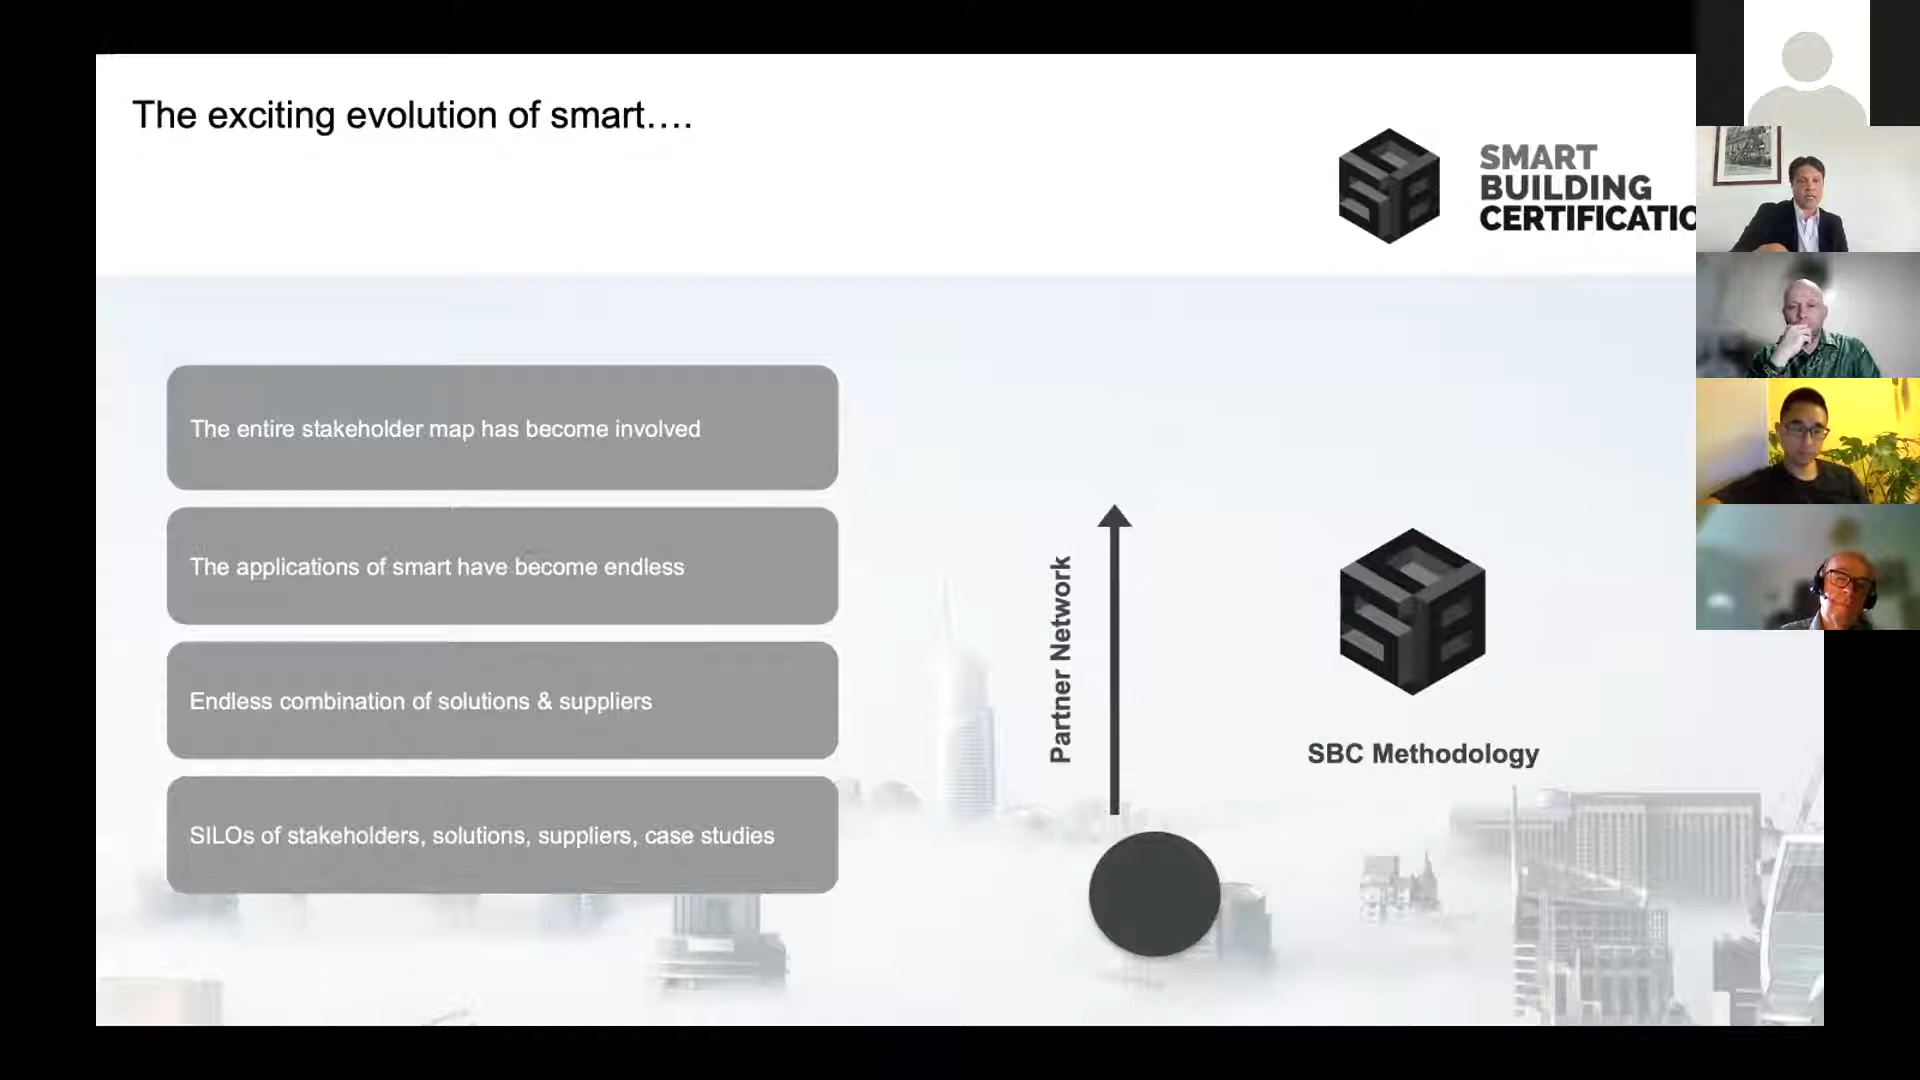 The exciting evolution of smart….
SMART
BUILDING
CERTIFICATIO
The entire stakeholder map has become involved
The applications of smart have become endless
Endless combination of solutions & suppliers
SILOs of stakeholders, solutions, suppliers, case studies
Partner Network
SBC Methodology